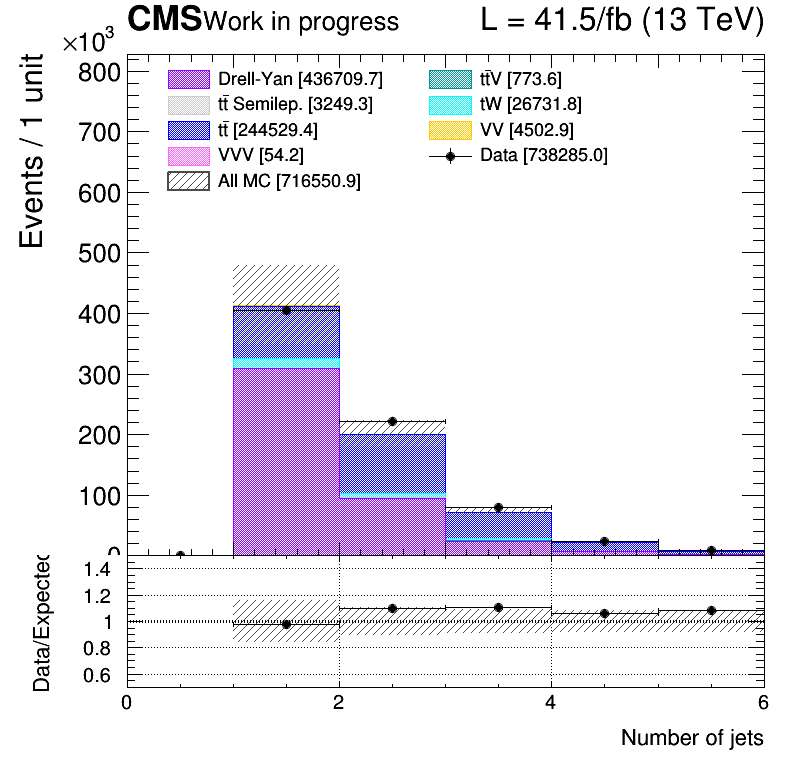 CMS Work in progress L = 41.5/fb (13 TeV)
×10³
Events / 1 unit
800
700
600
500
400
300
200
100
0
Drell-Yan [436709.7]
tt̄ Semilep. [3249.3]
tt̄ [244529.4]
VVV [54.2]
All MC [716550.9]
tt̄V [773.6]
tW [26731.8]
VV [4502.9]
Data [738285.0]
Data/Expected
1.4
1.2
1
0.8
0.6
0 2 4 6
Number of jets